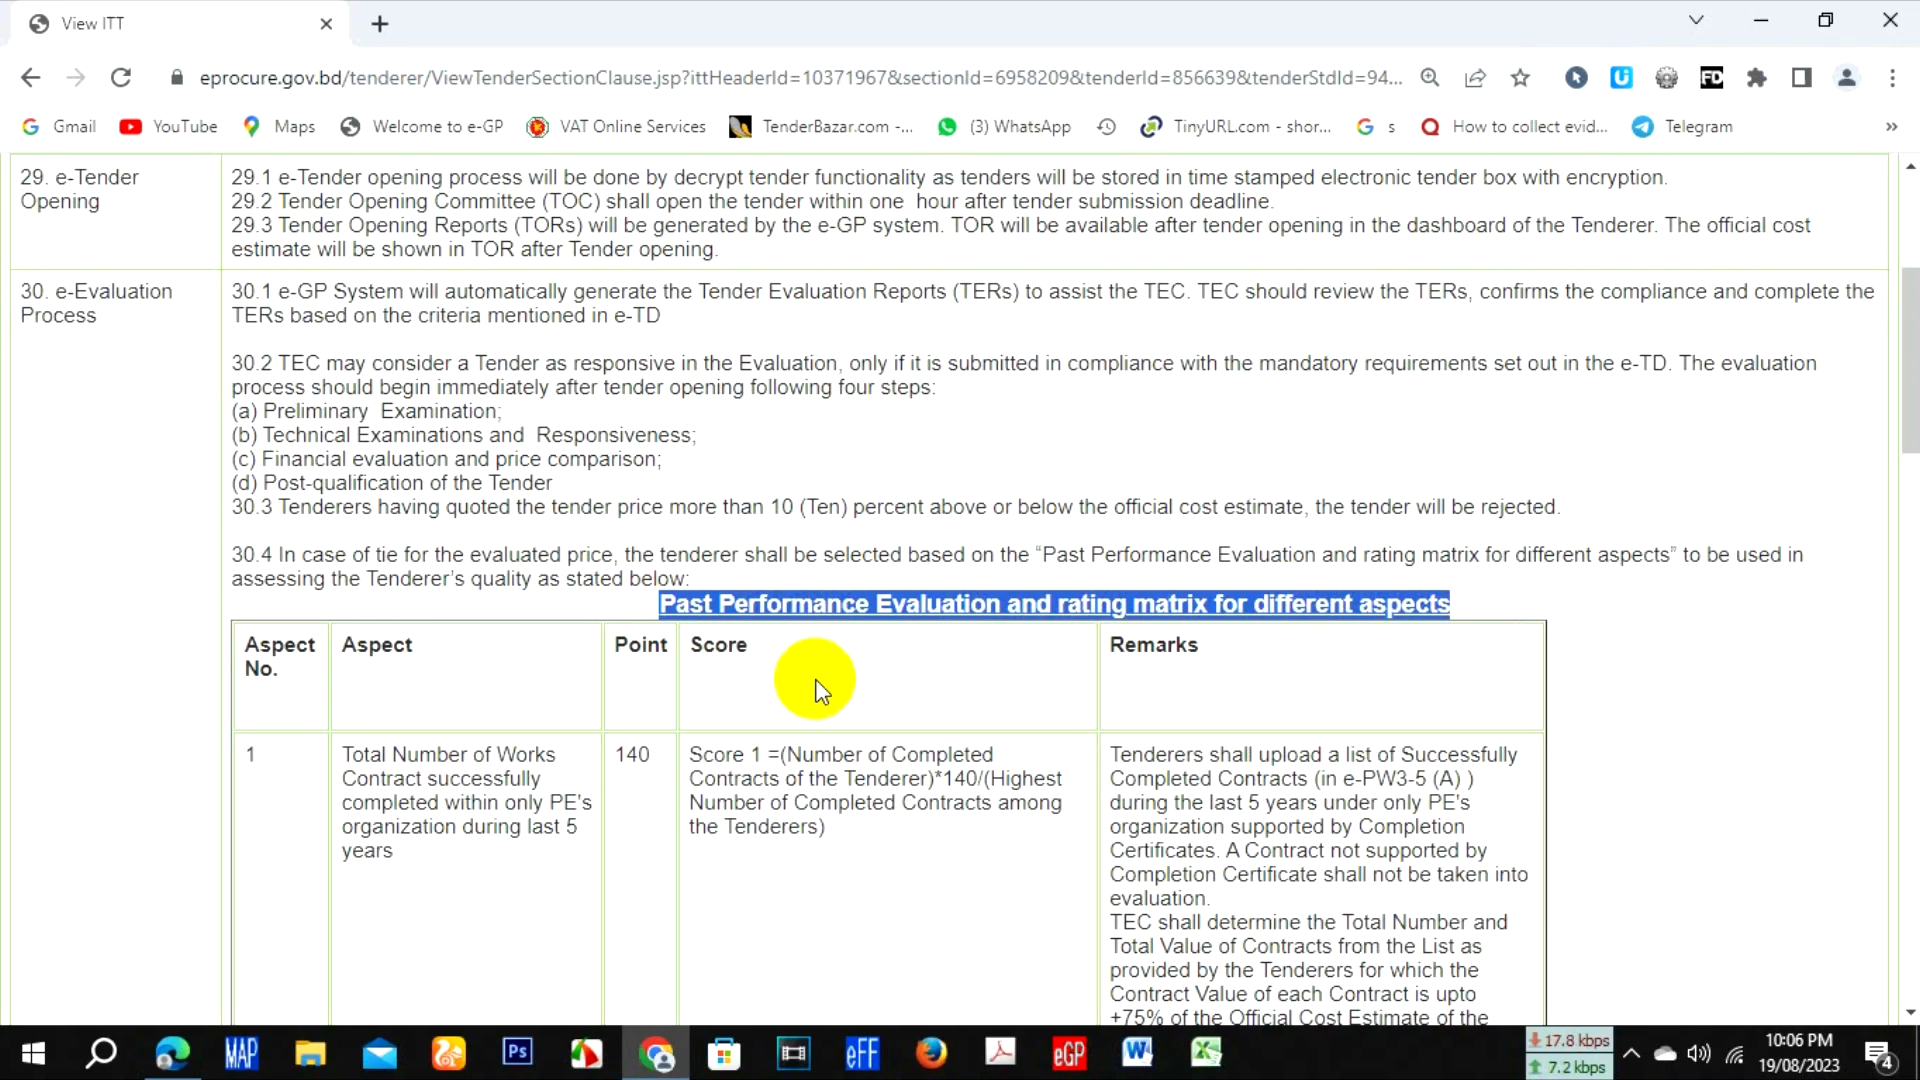 View ITT
eprocure.gov.bd/tenderer/ViewTenderSectionClause.jsp?ittHeaderId=10371967&sectionId=6958209&tenderId=856639&tenderStdId=94...
Gmail YouTube Maps Welcome to e-GP VAT Online Services TenderBazar.com -... (3) WhatsApp TinyURL.com - shor... s How to collect evid... Telegram »
29. e-Tender
Opening
29.1 e-Tender opening process will be done by decrypt tender functionality as tenders will be stored in time stamped electronic tender box with encryption.
29.2 Tender Opening Committee (TOC) shall open the tender within one hour after tender submission deadline.
29.3 Tender Opening Reports (TORs) will be generated by the e-GP system. TOR will be available after tender opening in the dashboard of the Tenderer. The official cost
estimate will be shown in TOR after Tender opening.
30. e-Evaluation
Process
30.1 e-GP System will automatically generate the Tender Evaluation Reports (TERs) to assist the TEC. TEC should review the TERs, confirms the compliance and complete the
TERs based on the criteria mentioned in e-TD
30.2 TEC may consider a Tender as responsive in the Evaluation, only if it is submitted in compliance with the mandatory requirements set out in the e-TD. The evaluation
process should begin immediately after tender opening following four steps:
(a) Preliminary Examination;
(b) Technical Examinations and Responsiveness;
(c) Financial evaluation and price comparison;
(d) Post-qualification of the Tender
30.3 Tenderers having quoted the tender price more than 10 (Ten) percent above or below the official cost estimate, the tender will be rejected.
30.4 In case of tie for the evaluated price, the tenderer shall be selected based on the “Past Performance Evaluation and rating matrix for different aspects” to be used in
assessing the Tenderer’s quality as stated below:
Past Performance Evaluation and rating matrix for different aspects
Aspect
No.
Aspect
Point
Score
Remarks
1
Total Number of Works
Contract successfully
completed within only PE's
organization during last 5
years
140
Score 1 =(Number of Completed
Contracts of the Tenderer)*140/(Highest
Number of Completed Contracts among
the Tenderers)
Tenderers shall upload a list of Successfully
Completed Contracts (in e-PW3-5 (A) )
during the last 5 years under only PE's
organization supported by Completion
Certificates. A Contract not supported by
Completion Certificate shall not be taken into
evaluation.
TEC shall determine the Total Number and
Total Value of Contracts from the List as
provided by the Tenderers for which the
Contract Value of each Contract is upto
+75% of the Official Cost Estimate of the
MAP Ps eFF eGP
17.8 kbps
7.2 kbps
10:06 PM
19/08/2023
4